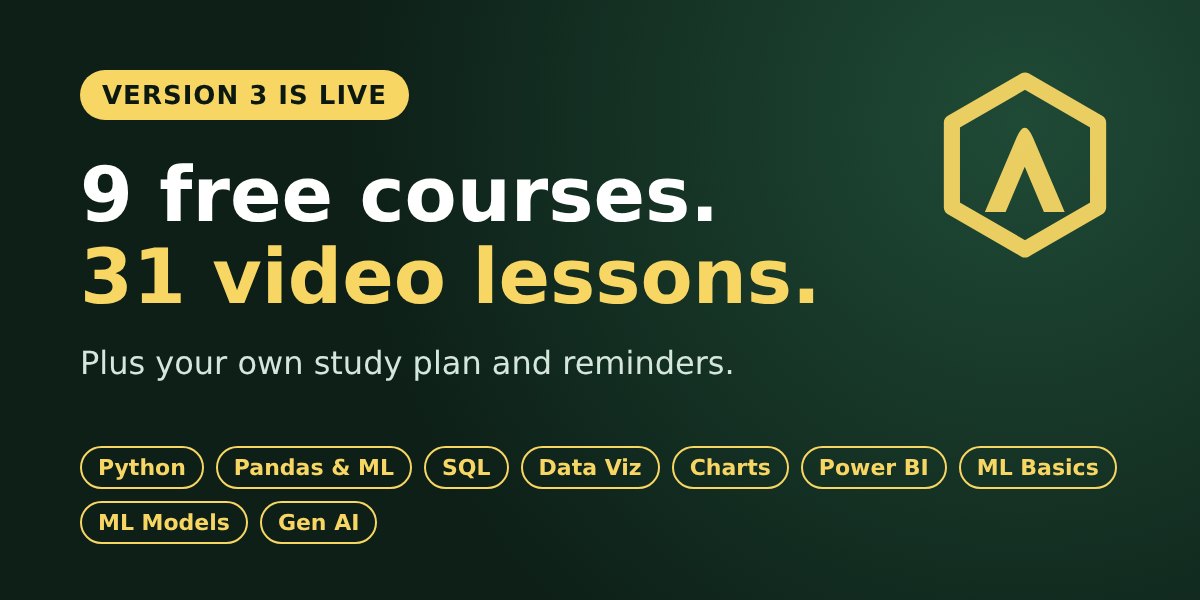 VERSION 3 IS LIVE
9 free courses.
31 video lessons.
Plus your own study plan and reminders.
Python Pandas & ML SQL Data Viz Charts Power BI ML Basics
ML Models Gen AI